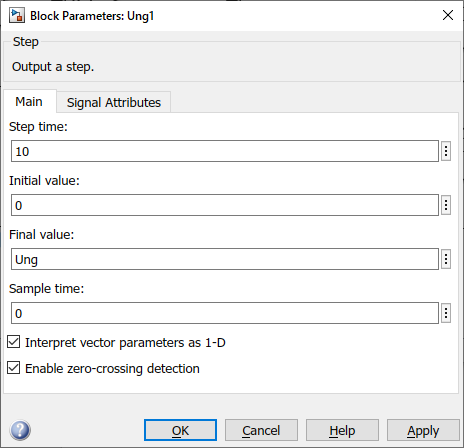 Block Parameters: Ung1
Step
Output a step.
Main
Signal Attributes
Step time:
10
Initial value:
0
Final value:
Ung
Sample time:
0
Interpret vector parameters as 1-D
Enable zero-crossing detection
OK
Cancel
Help
Apply